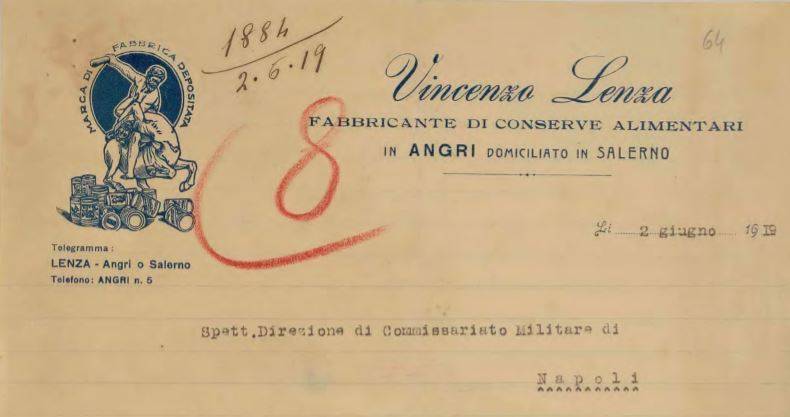 MARCA DI FABBRICA DEPOSITATA
1884
2.6.19
64
Vincenzo Lenza
FABBRICANTE DI CONSERVE ALIMENTARI
IN ANGRI DOMICILIATO IN SALERNO
8
Li 2 giugno 1919
Telegramma:
LENZA - Angri o Salerno
Telefono: ANGRI n. 5
Spett.Direzione di Commissariato Militare di
Napoli